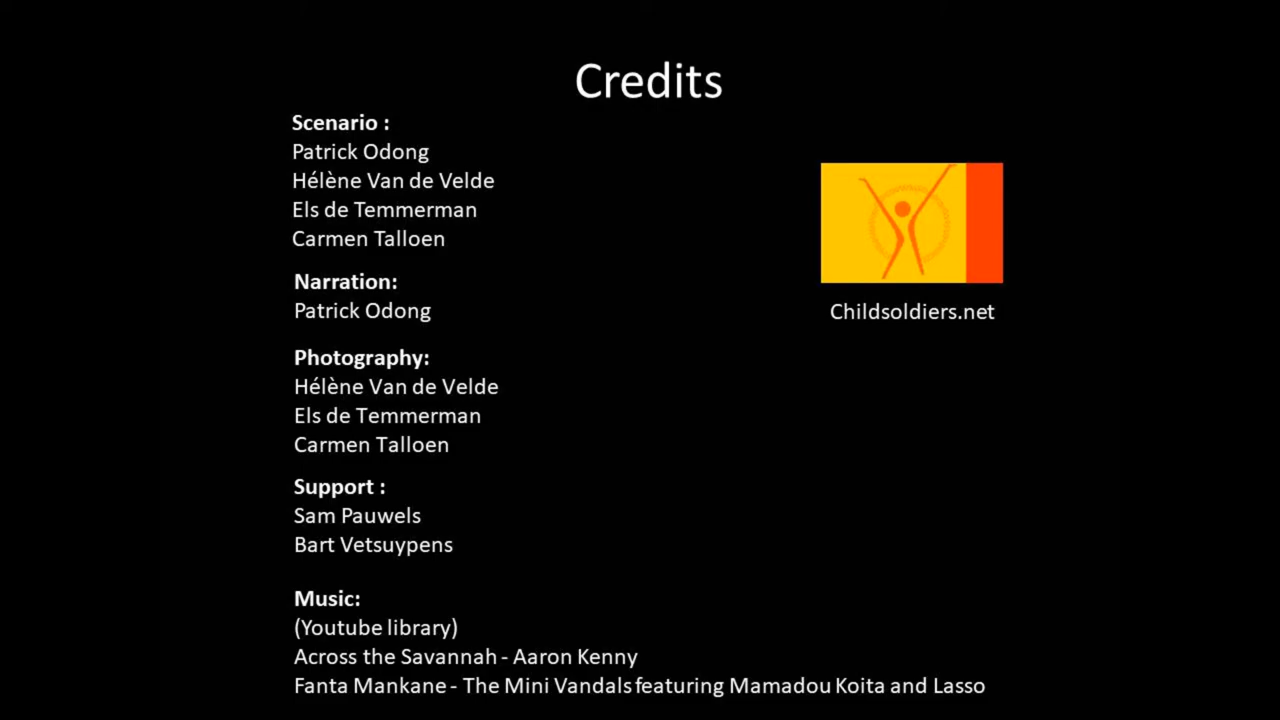 Credits
Scenario :
Patrick Odong
Hélène Van de Velde
Els de Temmerman
Carmen Talloen
Narration:
Patrick Odong
Photography:
Hélène Van de Velde
Els de Temmerman
Carmen Talloen
Support :
Sam Pauwels
Bart Vetsuypens
Music:
(Youtube library)
Across the Savannah - Aaron Kenny
Fanta Mankane - The Mini Vandals featuring Mamadou Koita and Lasso
Childsoldiers.net